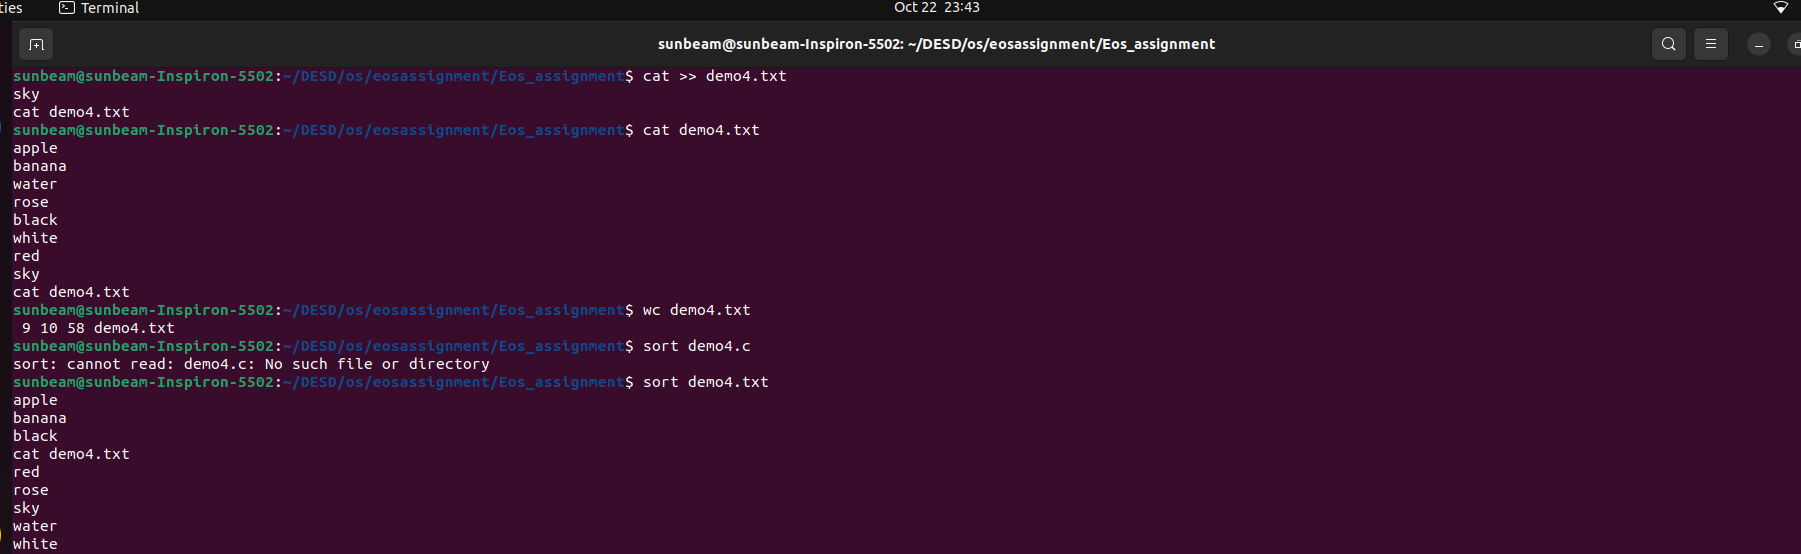 ties Terminal Oct 22 23:43
sunbeam@sunbeam-Inspiron-5502: ~/DESD/os/eosassignment/Eos_assignment
sunbeam@sunbeam-Inspiron-5502:~/DESD/os/eosassignment/Eos_assignment$ cat >> demo4.txt
sky
cat demo4.txt
sunbeam@sunbeam-Inspiron-5502:~/DESD/os/eosassignment/Eos_assignment$ cat demo4.txt
apple
banana
water
rose
black
white
red
sky
cat demo4.txt
sunbeam@sunbeam-Inspiron-5502:~/DESD/os/eosassignment/Eos_assignment$ wc demo4.txt
 9 10 58 demo4.txt
sunbeam@sunbeam-Inspiron-5502:~/DESD/os/eosassignment/Eos_assignment$ sort demo4.c
sort: cannot read: demo4.c: No such file or directory
sunbeam@sunbeam-Inspiron-5502:~/DESD/os/eosassignment/Eos_assignment$ sort demo4.txt
apple
banana
black
cat demo4.txt
red
rose
sky
water
white